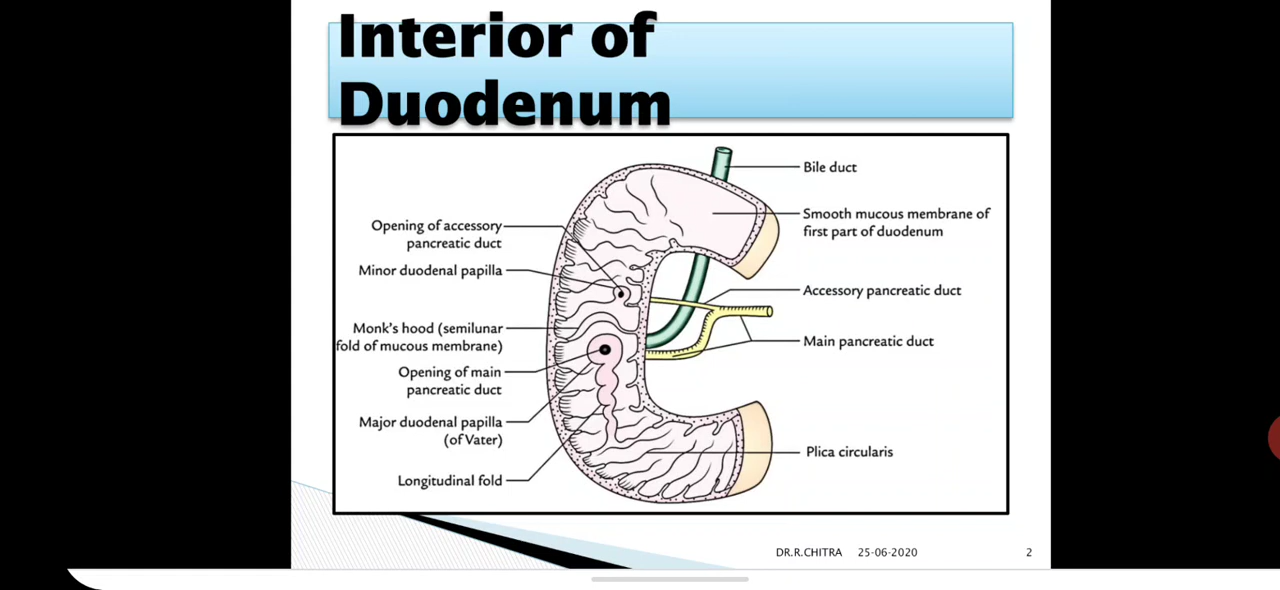 Interior of
Duodenum
Opening of accessory
pancreatic duct
Minor duodenal papilla
Monk's hood (semilunar
fold of mucous membrane)
Opening of main
pancreatic duct
Major duodenal papilla
(of Vater)
Longitudinal fold
Bile duct
Smooth mucous membrane of
first part of duodenum
Accessory pancreatic duct
Main pancreatic duct
Plica circularis
DR.R.CHITRA 25-06-2020 2